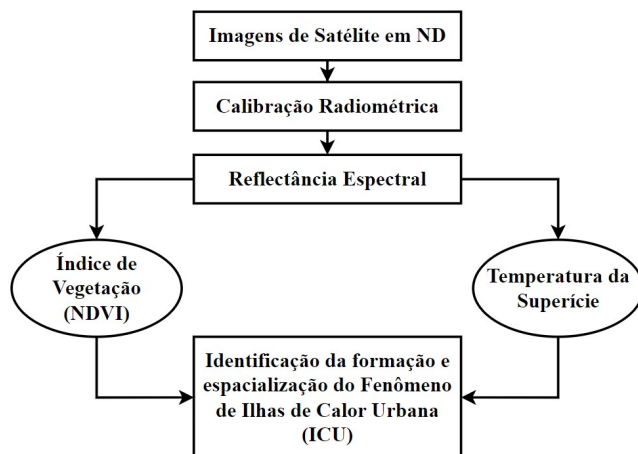 Imagens de Satélite em ND
Calibração Radiométrica
Reflectância Espectral
Índice de
Vegetação
(NDVI)
Temperatura da
Superície
Identificação da formação e
espacialização do Fenômeno
de Ilhas de Calor Urbana
(ICU)